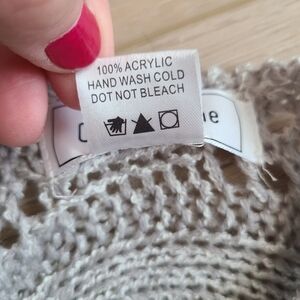 100% ACRYLIC
HAND WASH COLD
DOT NOT BLEACH